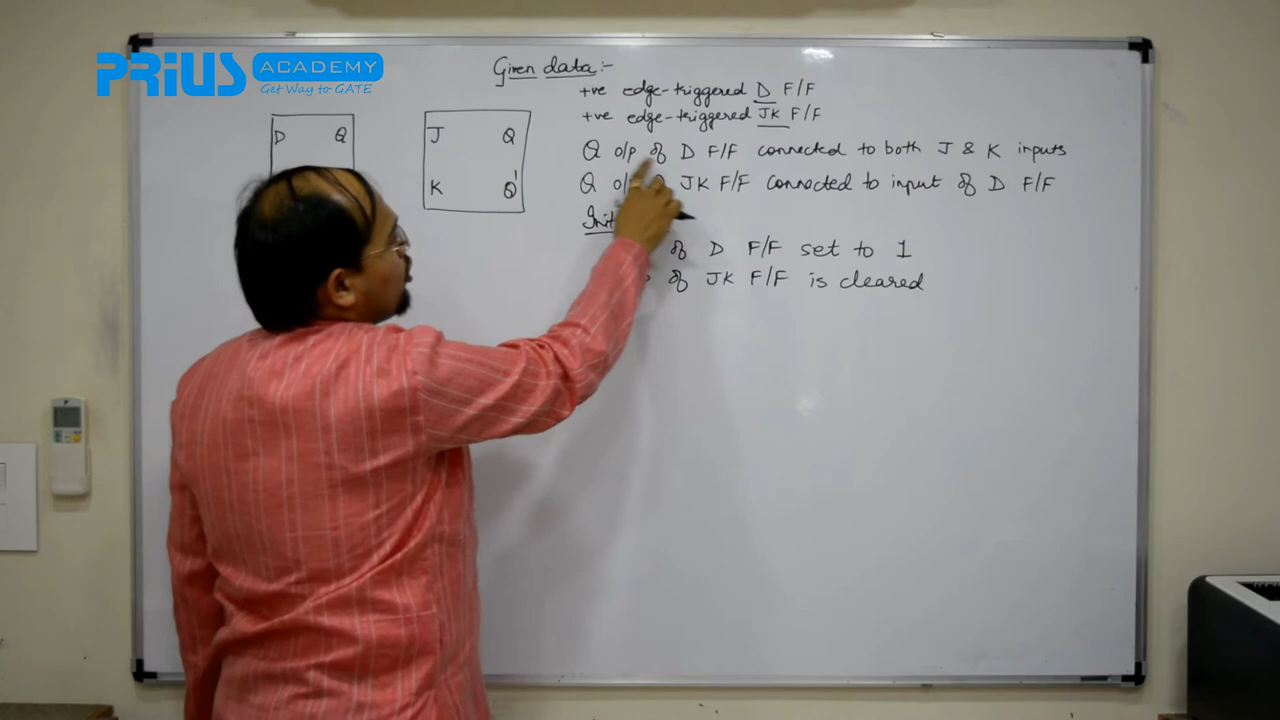 PRiUS ACADEMY
Get Way to GATE
Given data:-
+ve edge-triggered D F/F
+ve edge-triggered JK F/F
Q o/p of D F/F connected to both J & K inputs
Q JK F/F connected to input of D F/F
of D F/F set to 1
of JK F/F is cleared
D Q
J Q
K Q'